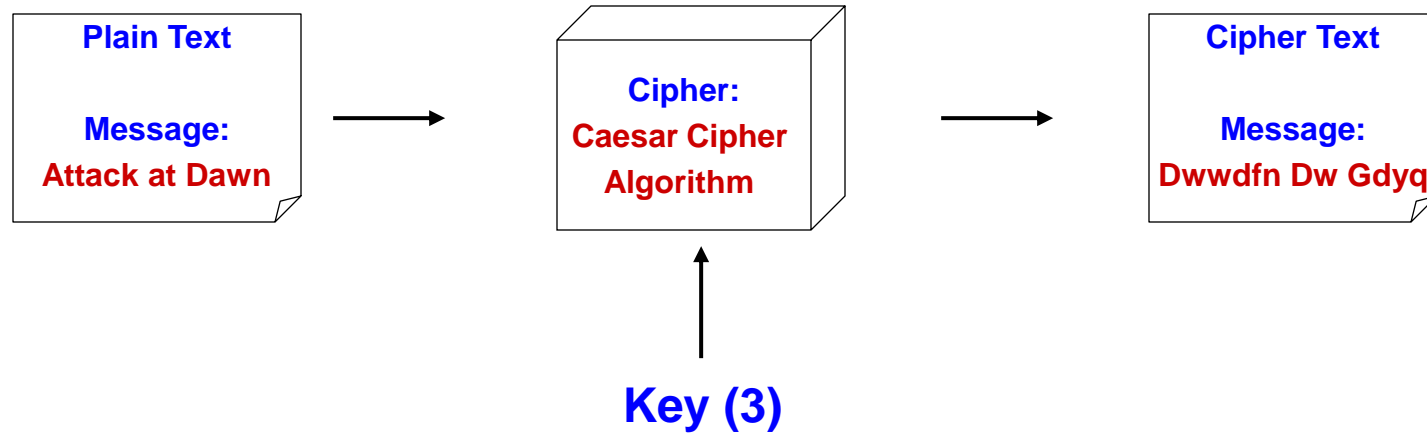 Plain Text
Message:
Attack at Dawn
Cipher:
Caesar Cipher
Algorithm
Key (3)
Cipher Text
Message:
Dwwdfn Dw Gdyq